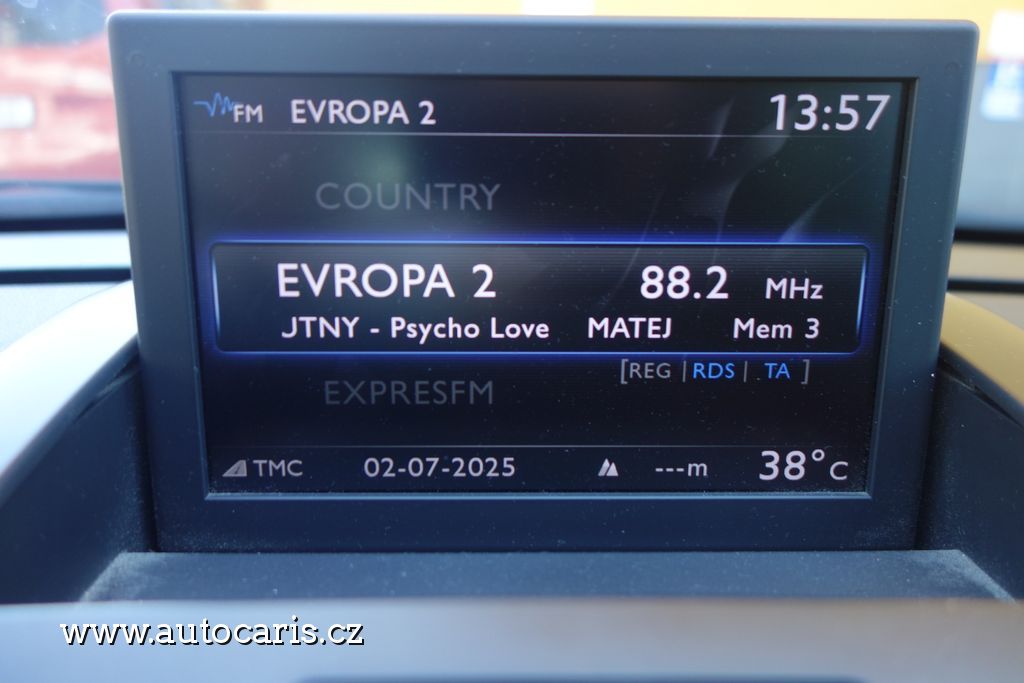 FM EVROPA 2 13:57
COUNTRY
EVROPA 2 88.2 MHz
JTNY - Psycho Love MATEJ Mem 3
[REG | RDS | TA ]
EXPRESFM
TMC 02-07-2025 ---m 38°C
www.autocaris.cz